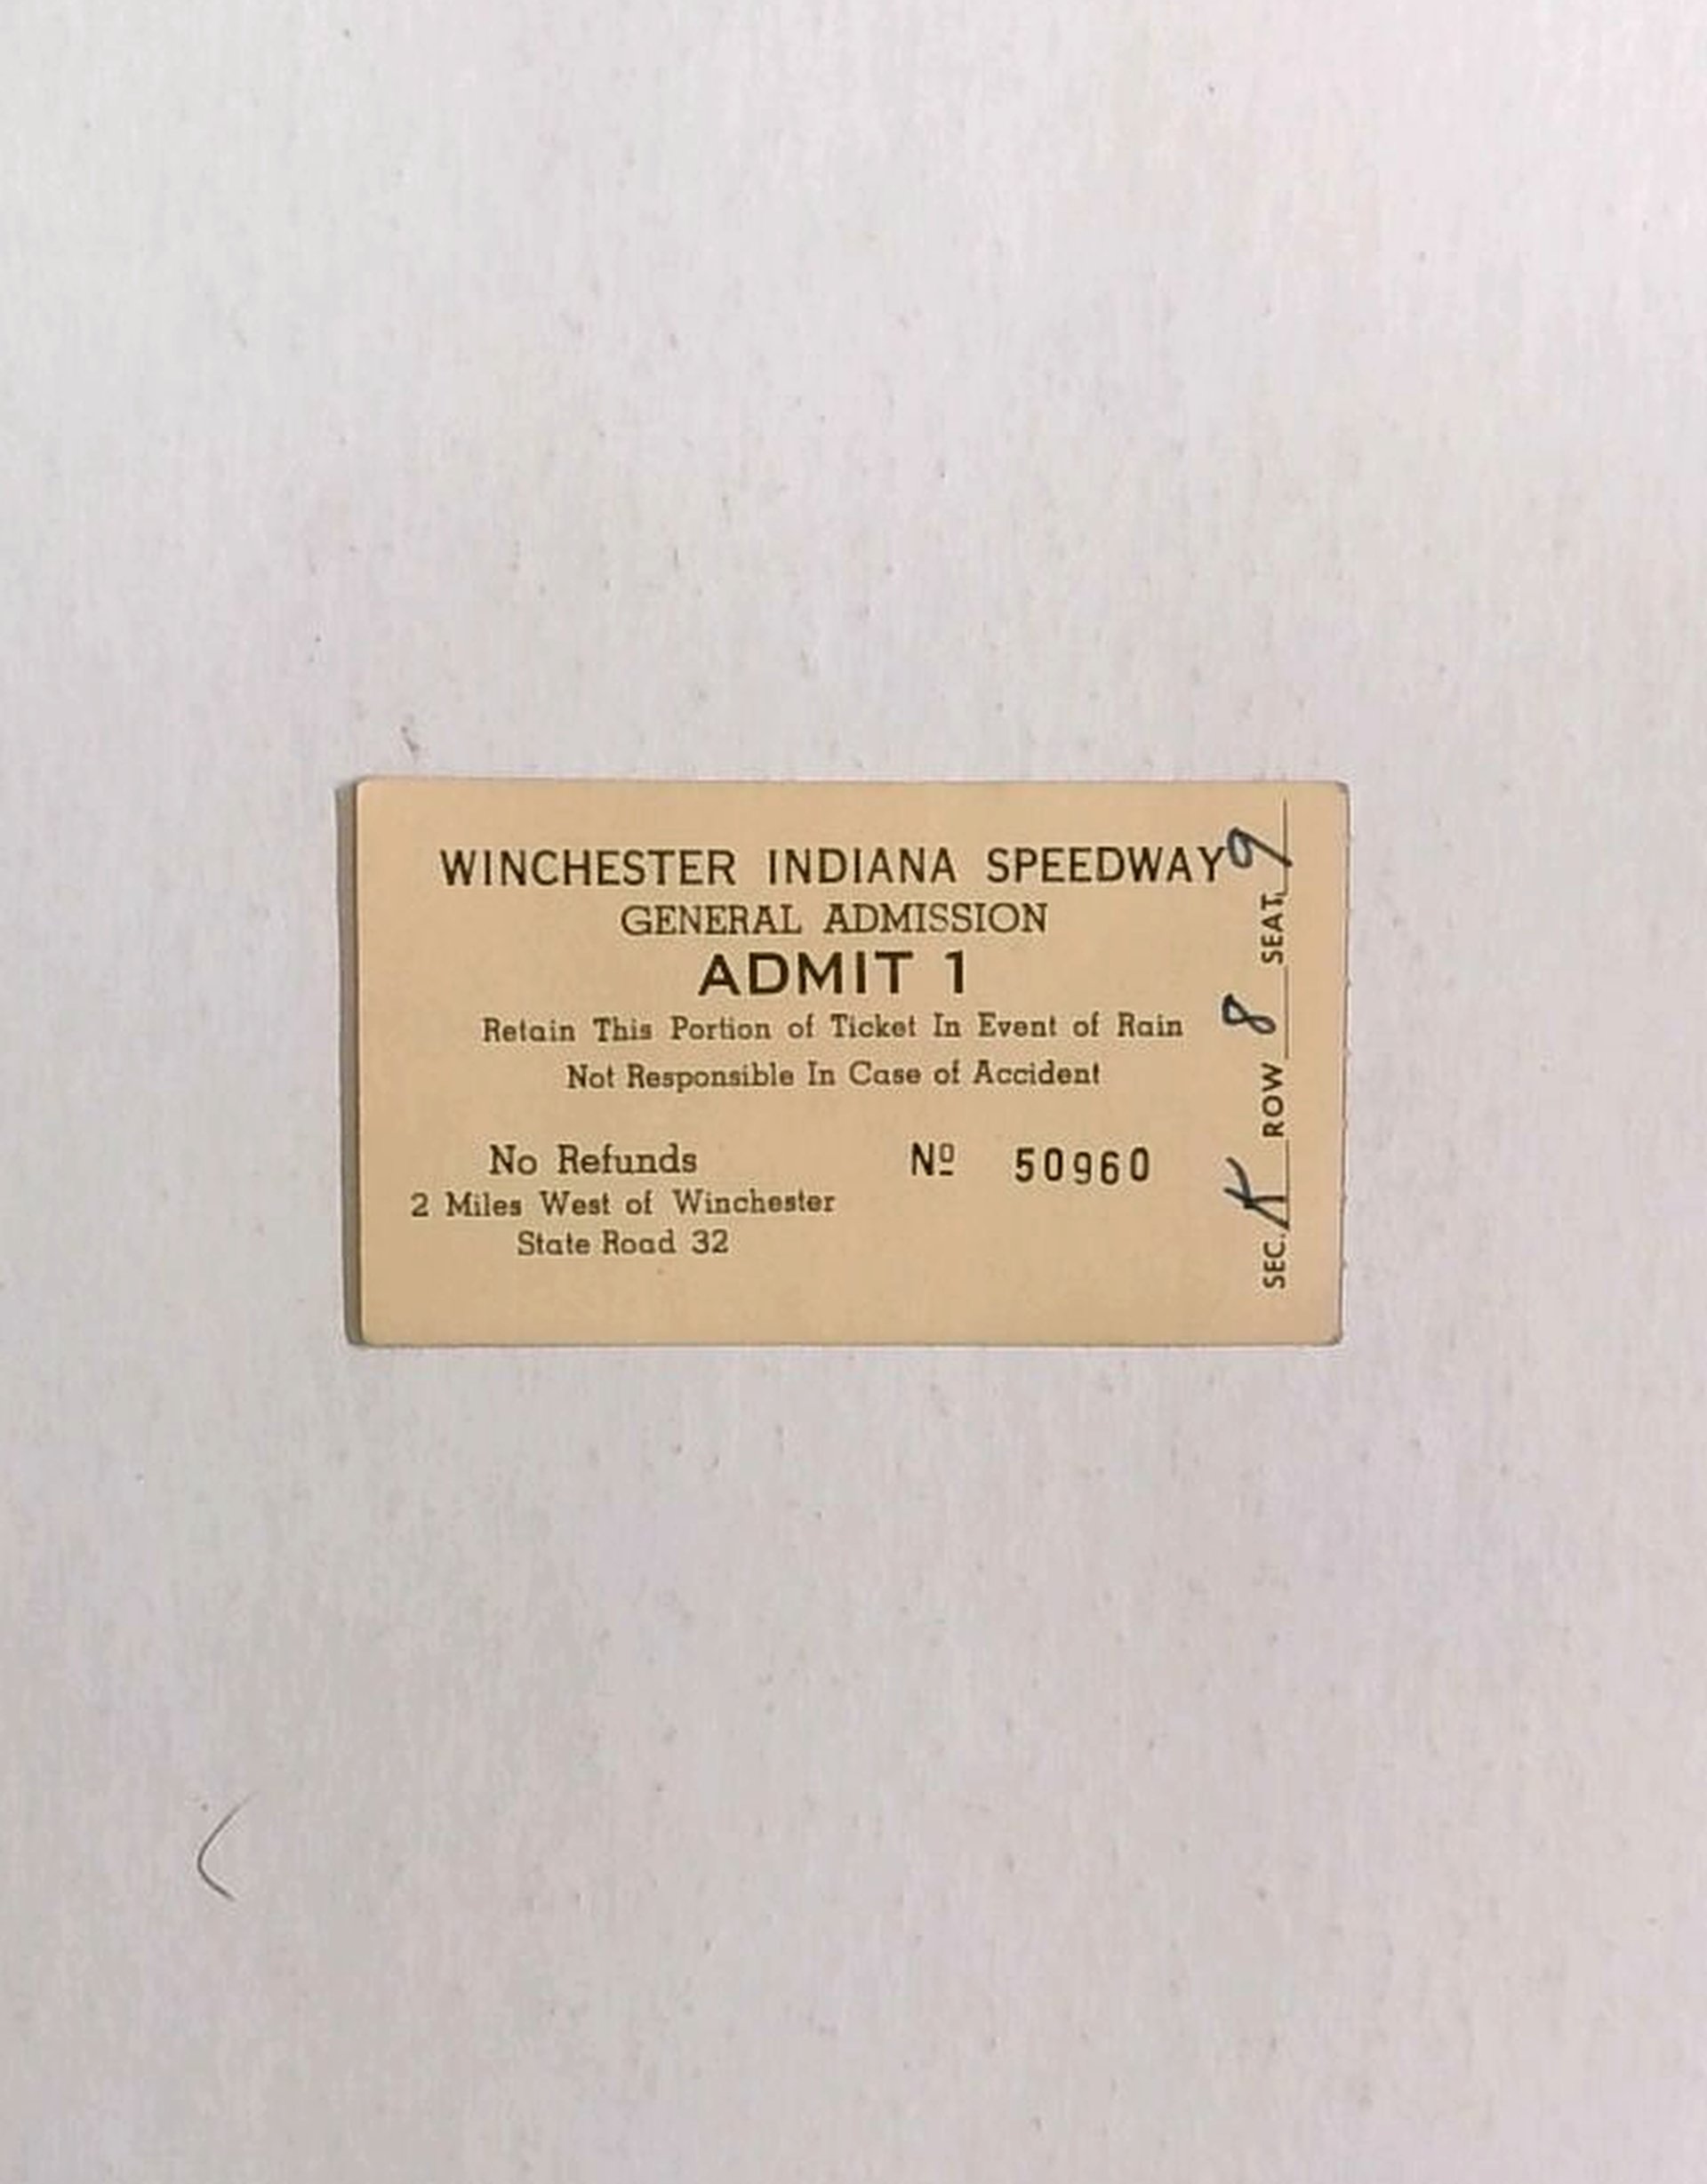 WINCHESTER INDIANA SPEEDWAY
GENERAL ADMISSION
ADMIT 1
Retain This Portion of Ticket In Event of Rain
Not Responsible In Case of Accident
No Refunds
2 Miles West of Winchester
State Road 32
Nº 50960
SEC. K ROW 8 SEAT 9